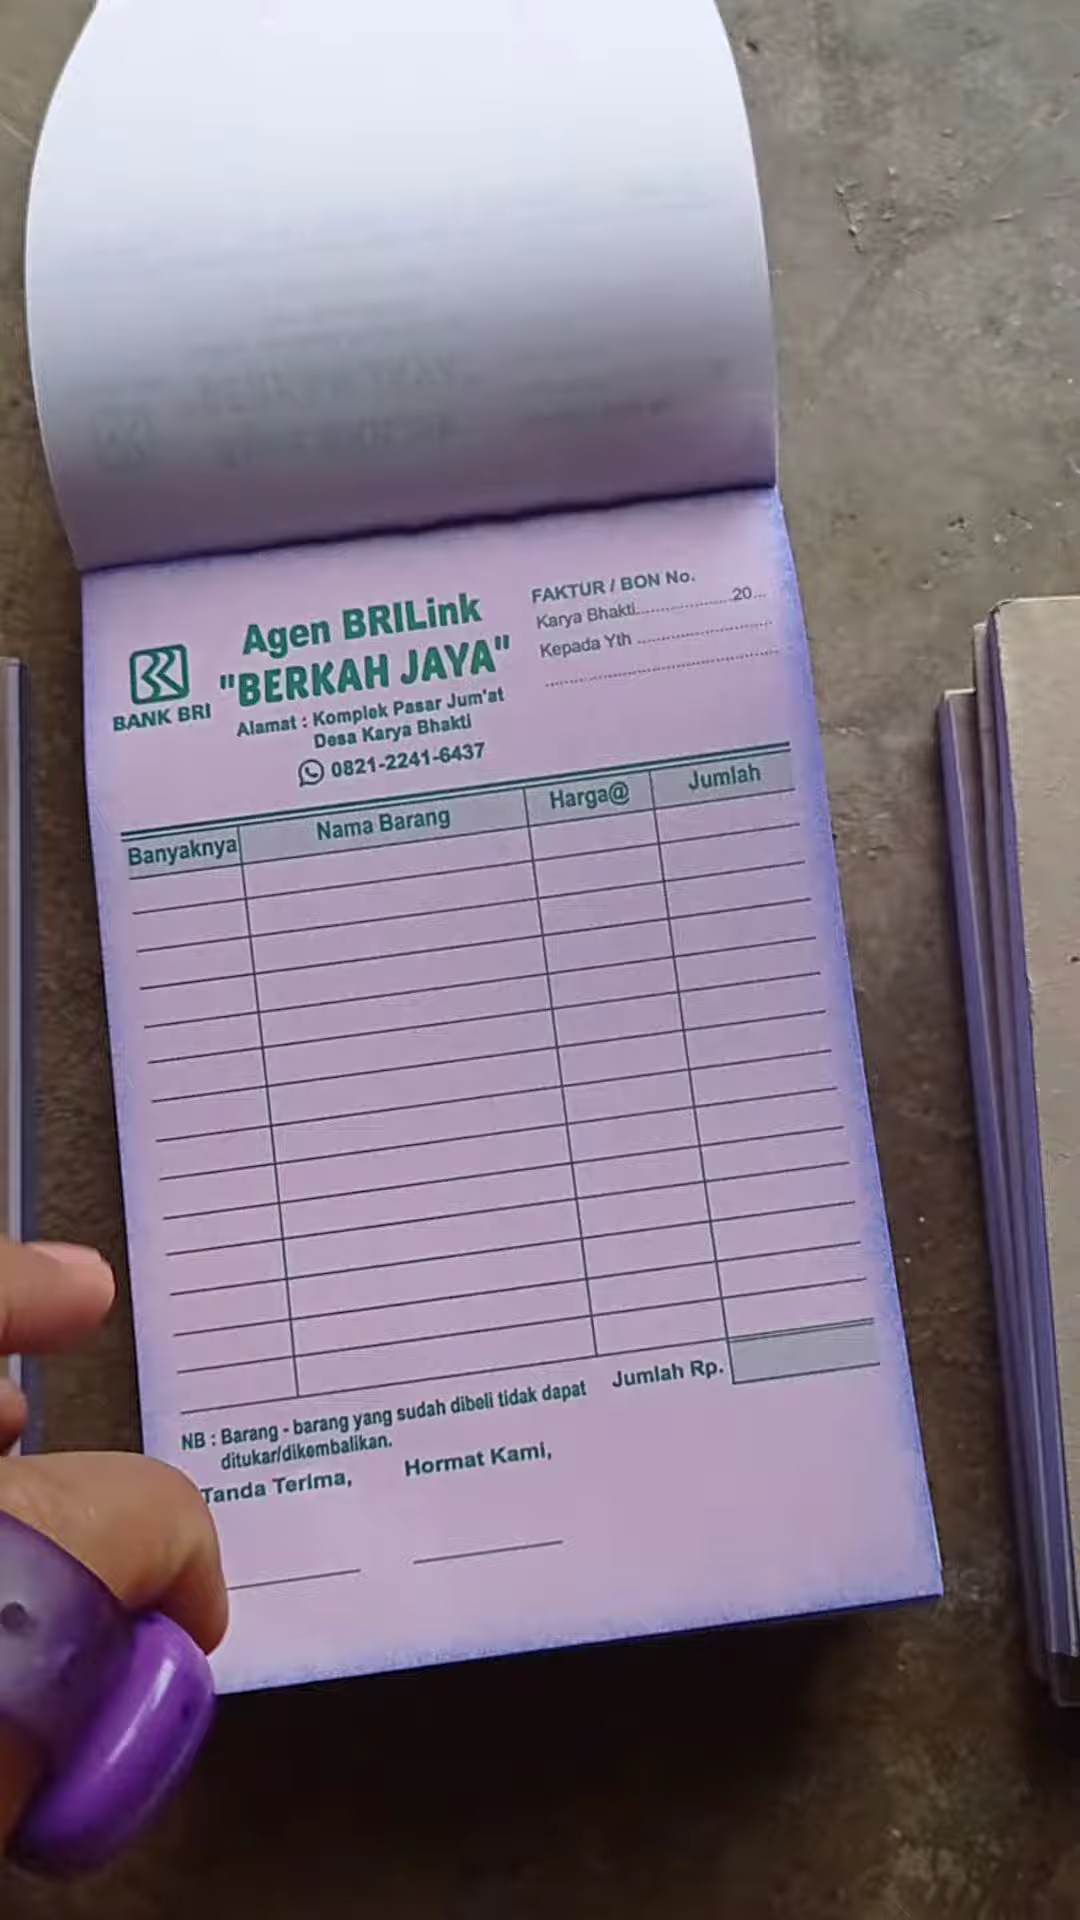 BANK BRI
Agen BRILink
"BERKAH JAYA"
Alamat : Komplek Pasar Jum'at
Desa Karya Bhakti
0821-2241-6437
FAKTUR / BON No.
Karya Bhakti.....................20...
Kepada Yth ........................
..........................................
Banyaknya Nama Barang Harga@ Jumlah
Jumlah Rp.
NB : Barang - barang yang sudah dibeli tidak dapat
ditukar/dikembalikan.
Tanda Terima, Hormat Kami,